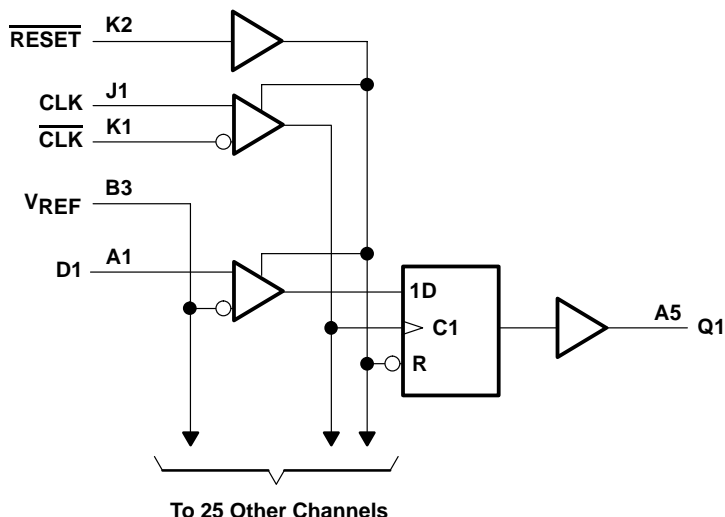 RESET K2
CLK J1
CLK K1
VREF B3
D1 A1
1D
C1
R
A5 Q1
To 25 Other Channels